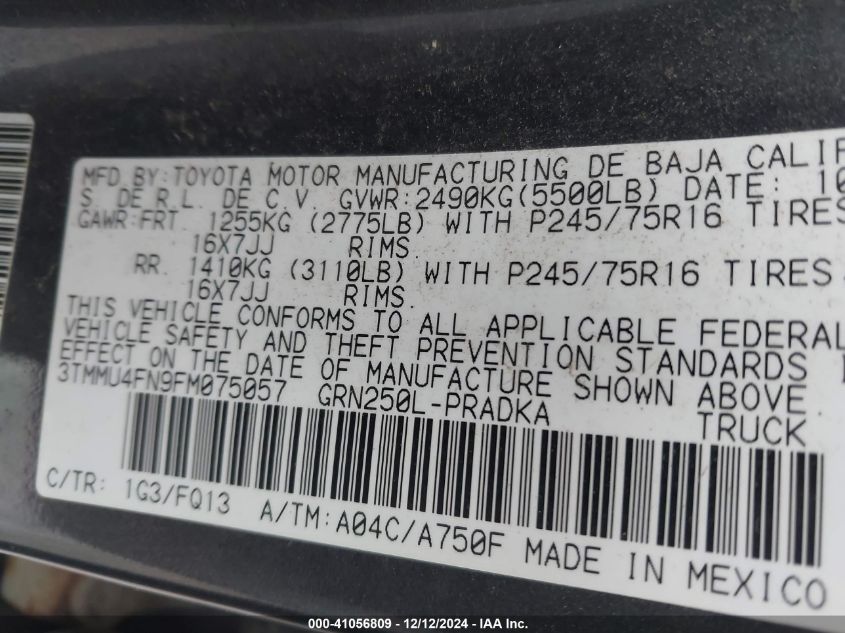 MFD BY:TOYOTA MOTOR MANUFACTURING DE BAJA CALIF
S. DE R.L. DE C.V. GVWR:2490KG(5500LB) DATE: 10
GAWR:FRT. 1255KG (2775LB) WITH P245/75R16 TIRES
16X7JJ RIMS.
RR. 1410KG (3110LB) WITH P245/75R16 TIRES
16X7JJ RIMS.
THIS VEHICLE CONFORMS TO ALL APPLICABLE FEDERAL
VEHICLE SAFETY AND THEFT PREVENTION STANDARDS
EFFECT ON THE DATE OF MANUFACTURE SHOWN ABOVE.
3TMMU4FN9FM075057 GRN250L-PRADKA TRUCK
C/TR: 1G3/FQ13 A/TM:A04C/A750F MADE IN MEXICO
000-41056809 - 12/12/2024 - IAA Inc.